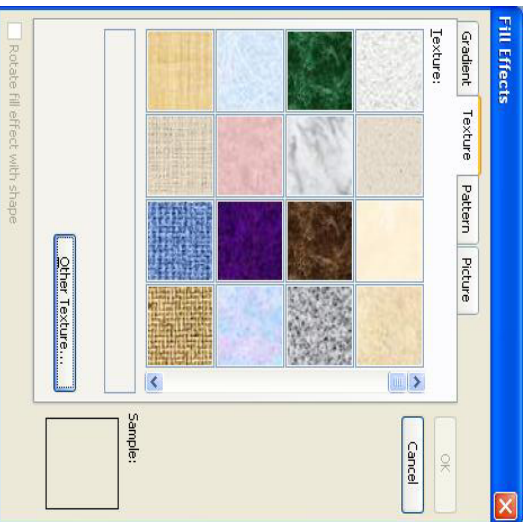 Fill Effects
Gradient Texture Pattern Picture
Texture:
OK
Cancel
Sample:
Other Texture...
Rotate fill effect with shape